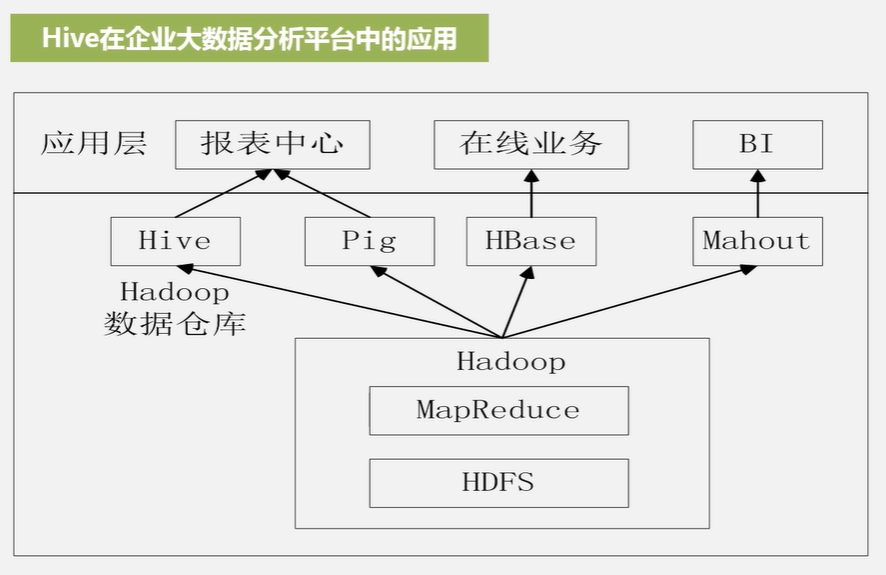 Hive在企业大数据分析平台中的应用
应用层
报表中心
在线业务
BI
Hive
Pig
HBase
Mahout
Hadoop
数据仓库
Hadoop
MapReduce
HDFS